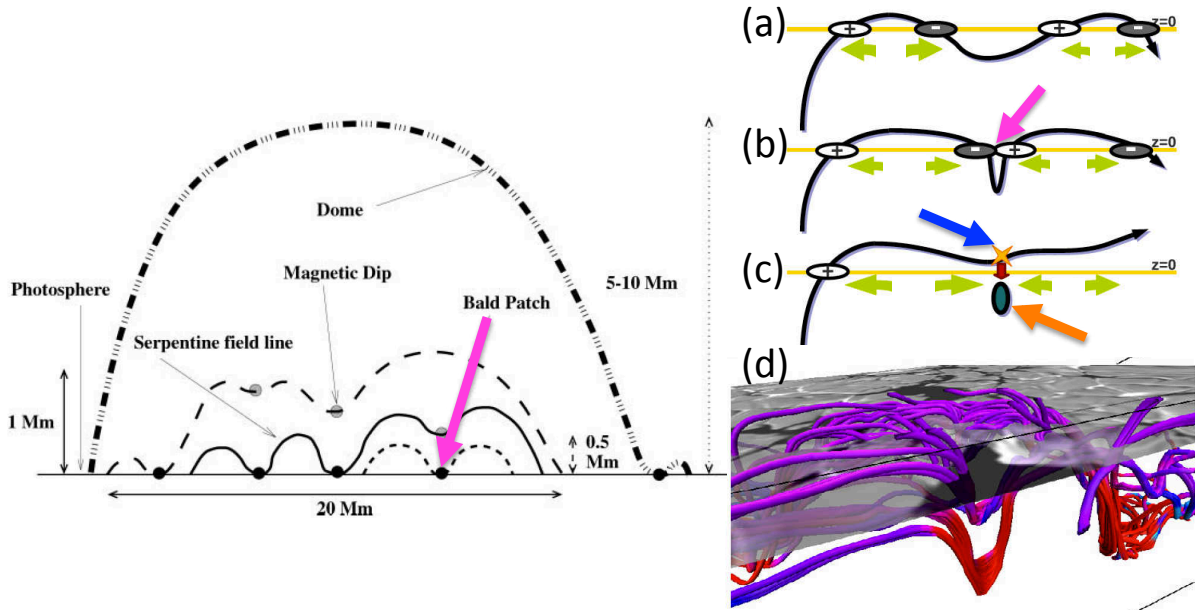 Dome
Magnetic Dip
5-10 Mm
Photosphere
Bald Patch
Serpentine field line
1 Mm
0.5
Mm
20 Mm
(a)
+
-
+
-
z=0
(b)
+
-
+
-
z=0
(c)
+
z=0
(d)